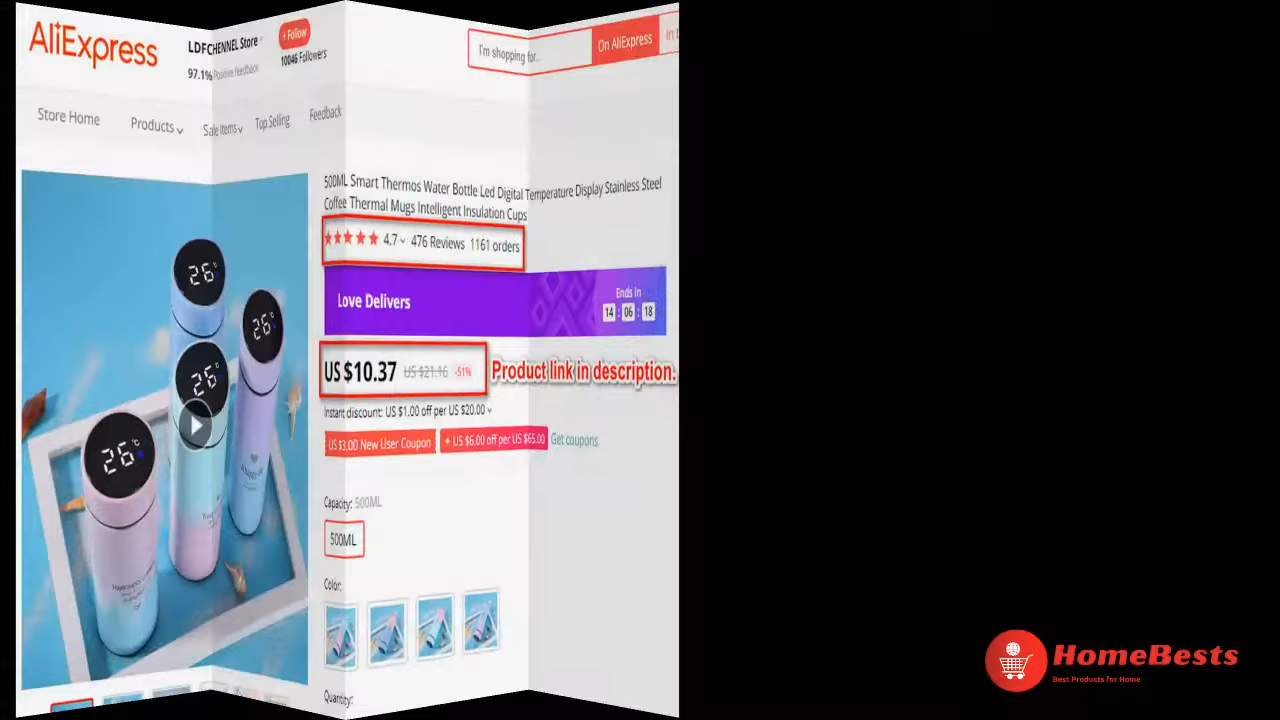 AliExpress
LDFCHENNEL Store
+ Follow
97.1% Positive feedback
10046 Followers
I'm shopping for...
On AliExpress
Store Home
Products
Sale Items
Top Selling
Feedback
500ML Smart Thermos Water Bottle Led Digital Temperature Display Stainless Steel
Coffee Thermal Mugs Intelligent Insulation Cups
4.7 476 Reviews 1161 orders
Love Delivers
Ends In
14 : 06 : 18
US $10.37 US $21.16 -51%
Product link in description.
Instant discount: US $1.00 off per US $20.00
US $3.00 New User Coupon
+ US $6.00 off per US $65.00
Get coupons
Capacity: 500ML
500ML
Color:
Quantity:
26 °C
26 °C
26 °C
26 °C
HomeBests
Best Products for Home